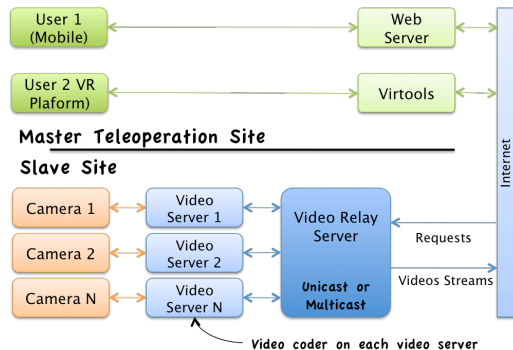 User 1
(Mobile)
Web
Server
User 2 VR
Plaform)
Virtools
Internet
Master Teleoperation Site
Slave Site
Camera 1
Video
Server 1
Camera 2
Video
Server 2
Camera N
Video
Server N
Video Relay
Server
Unicast or
Multicast
Requests
Videos Streams
Video coder on each video server